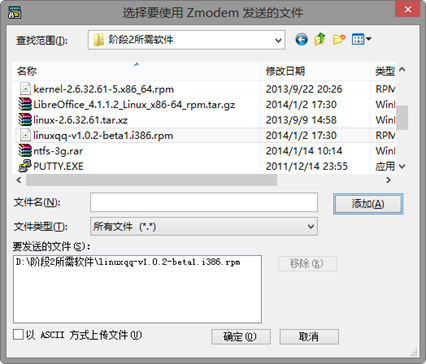 选择要使用 Zmodem 发送的文件
查找范围(I): 阶段2所需软件
名称 修改日期 类型
kernel-2.6.32.61-5.x86_64.rpm 2013/9/22 20:26 RPM
LibreOffice_4.1.1.2_Linux_x86-64_rpm.tar.gz 2014/1/2 17:30 Win
linux-2.6.32.61.tar.xz 2013/9/9 14:58 Win
linuxqq-v1.0.2-beta1.i386.rpm 2014/1/2 17:30 RPM
ntfs-3g.rar 2014/1/14 10:14 Win
PUTTY.EXE 2011/12/14 23:55 应用
文件名(N): 添加(A)
文件类型(T): 所有文件 (*.*)
要发送的文件(S):
D:\阶段2所需软件\linuxqq-v1.0.2-beta1.i386.rpm 移除(R)
以 ASCII 方式上传文件(U) 确定(O) 取消